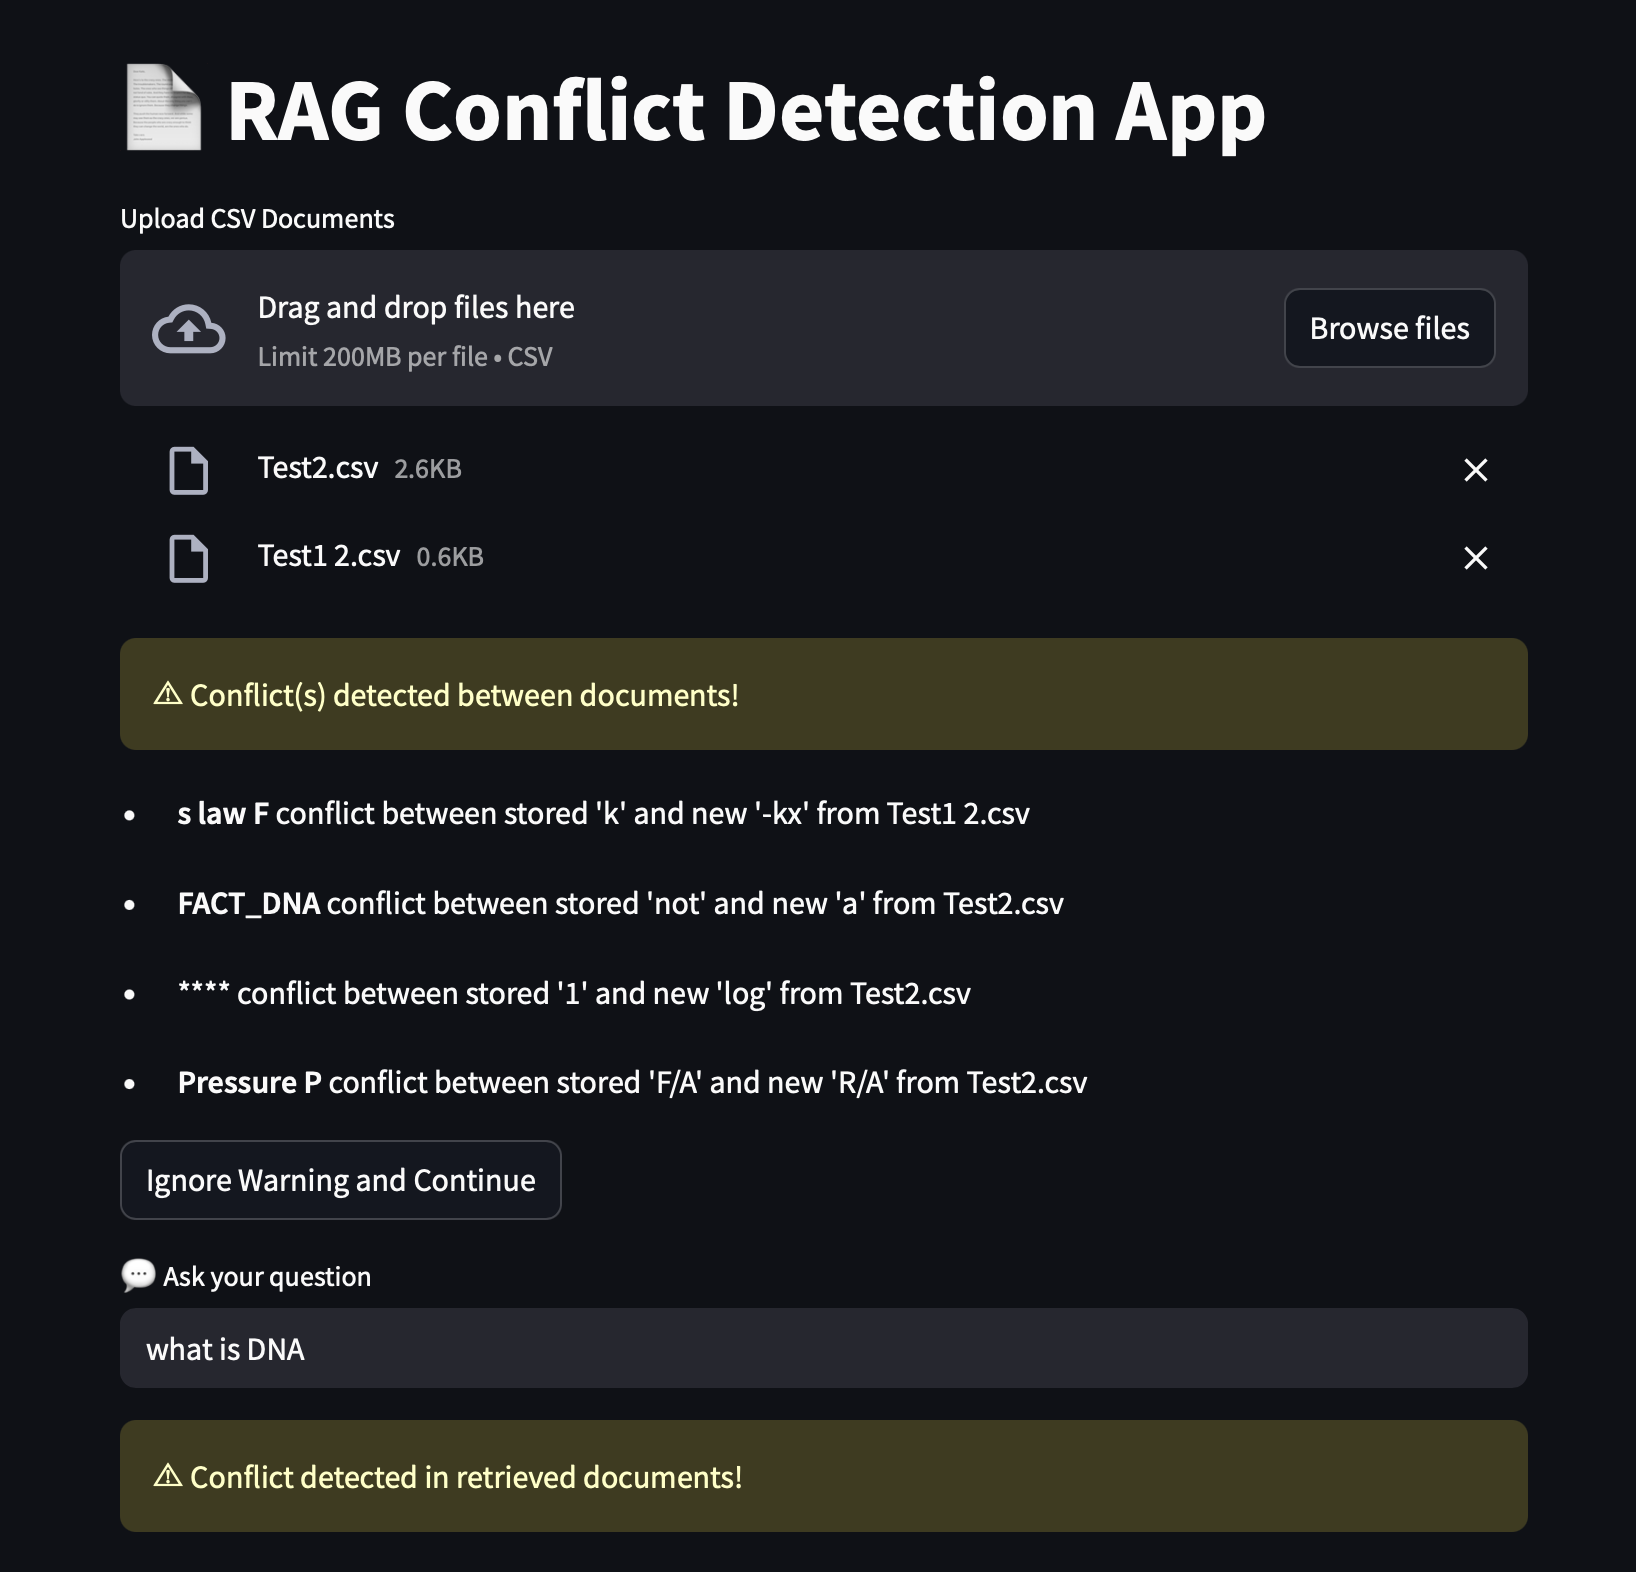 RAG Conflict Detection App
Upload CSV Documents
Drag and drop files here
Limit 200MB per file • CSV
Browse files
Test2.csv 2.6KB
Test1 2.csv 0.6KB
⚠ Conflict(s) detected between documents!
• s law F conflict between stored 'k' and new '-kx' from Test1 2.csv
• FACT_DNA conflict between stored 'not' and new 'a' from Test2.csv
• **** conflict between stored '1' and new 'log' from Test2.csv
• Pressure P conflict between stored 'F/A' and new 'R/A' from Test2.csv
Ignore Warning and Continue
💬 Ask your question
what is DNA
⚠ Conflict detected in retrieved documents!